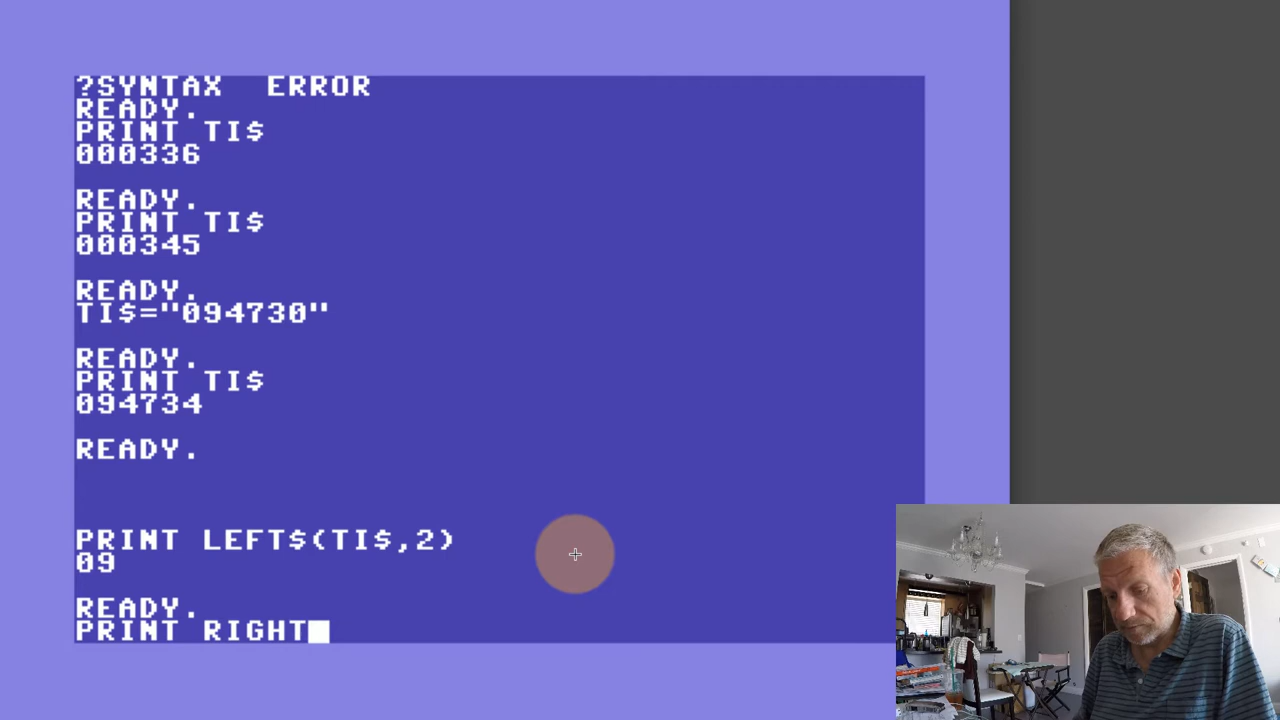 ?SYNTAX  ERROR
READY.
PRINT TI$
000336
READY.
PRINT TI$
000345
READY.
TI$="094730"
READY.
PRINT TI$
094734
READY.
PRINT LEFT$(TI$,2)
09
READY.
PRINT RIGHT